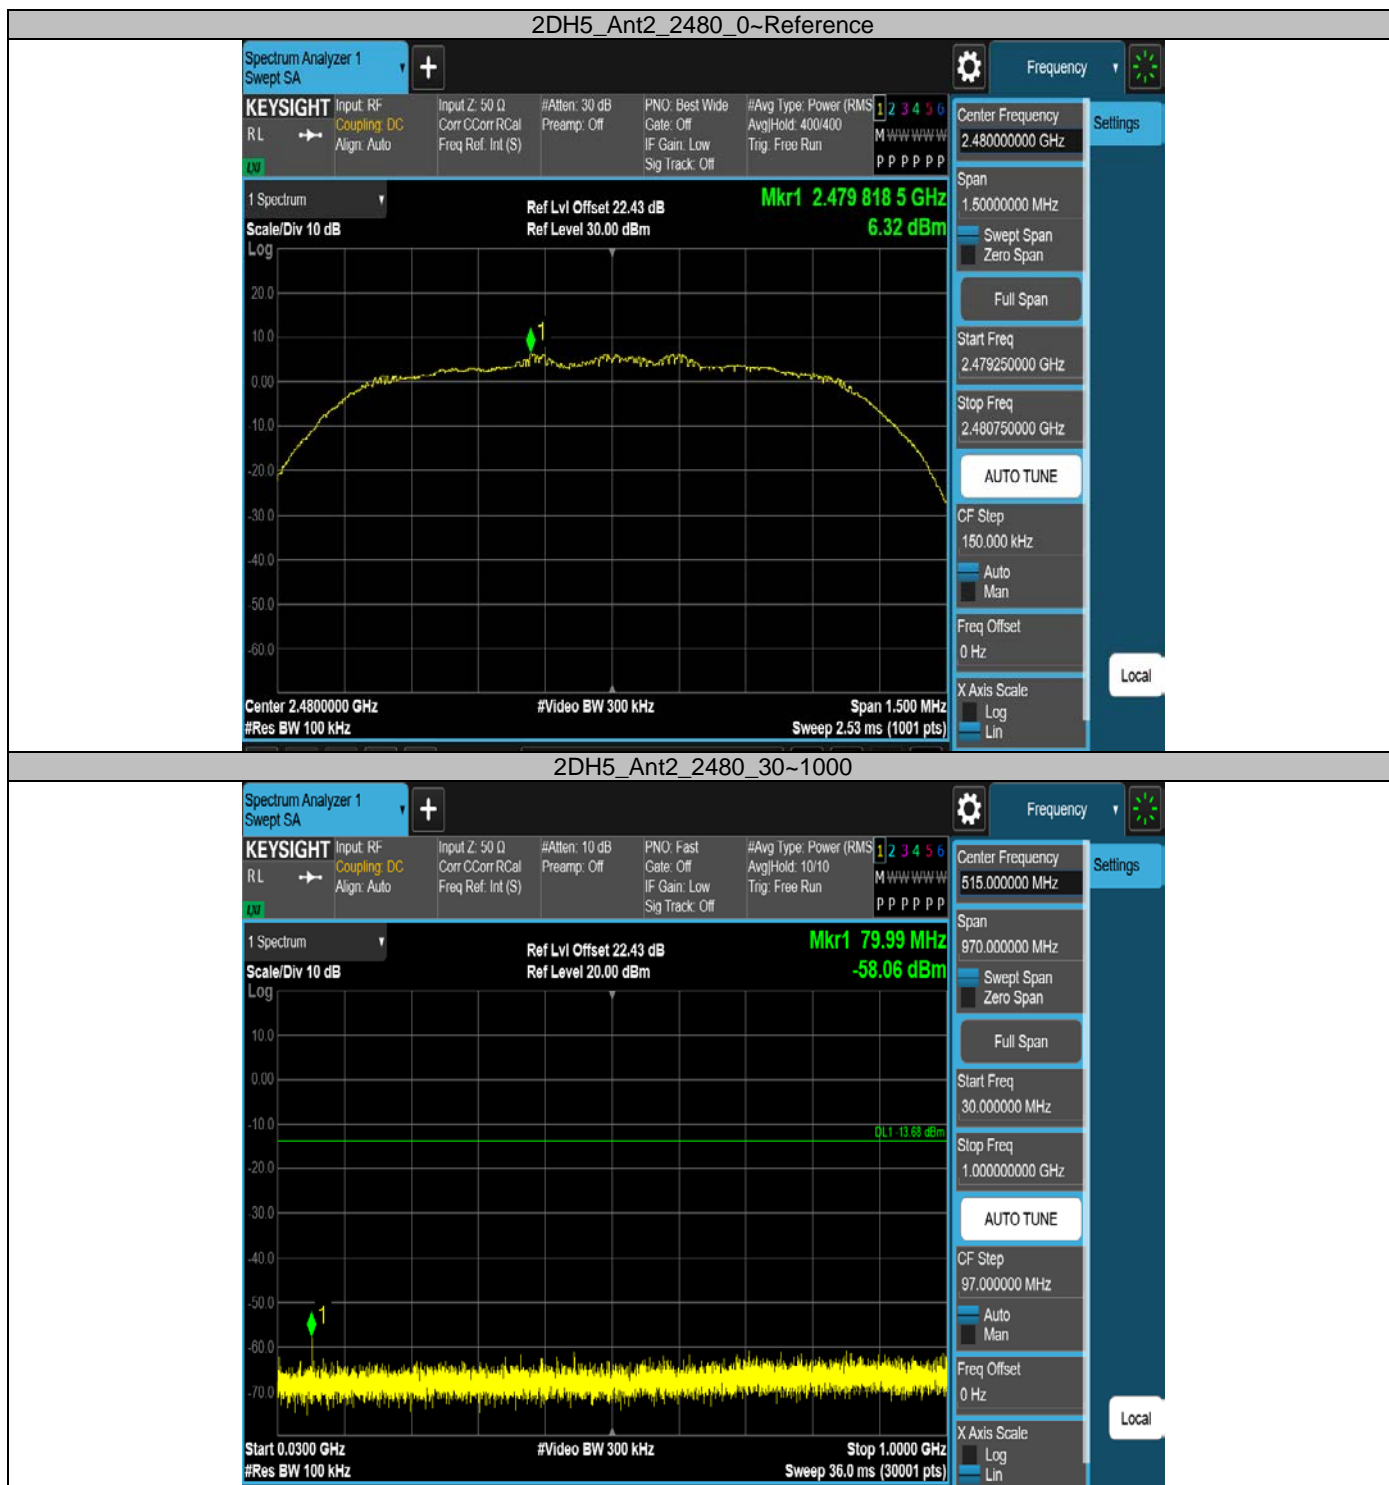 2DH5_Ant2_2480_0~Reference
Spectrum Analyzer 1
Swept SA
+
Frequency
KEYSIGHT
RL
LXI
Input: RF
Coupling: DC
Align: Auto
Input Z: 50 Ω
Corr CCorr RCal
Freq Ref: Int (S)
#Atten: 30 dB
Preamp: Off
PNO: Best Wide
Gate: Off
IF Gain: Low
Sig Track: Off
#Avg Type: Power (RMS
Avg|Hold: 400/400
Trig: Free Run
1 2 3 4 5 6
M W W W W W
P P P P P P
Center Frequency
2.480000000 GHz
Settings
Span
1.50000000 MHz
Swept Span
Zero Span
Full Span
Start Freq
2.479250000 GHz
Stop Freq
2.480750000 GHz
AUTO TUNE
CF Step
150.000 kHz
Auto
Man
Freq Offset
0 Hz
X Axis Scale
Log
Lin
Local
1 Spectrum
Scale/Div 10 dB
Log
Ref Lvl Offset 22.43 dB
Ref Level 30.00 dBm
Mkr1 2.479 818 5 GHz
6.32 dBm
20.0
10.0
0.00
-10.0
-20.0
-30.0
-40.0
-50.0
-60.0
1
Center 2.4800000 GHz
#Res BW 100 kHz
#Video BW 300 kHz
Span 1.500 MHz
Sweep 2.53 ms (1001 pts)
2DH5_Ant2_2480_30~1000
Spectrum Analyzer 1
Swept SA
+
Frequency
KEYSIGHT
RL
LXI
Input: RF
Coupling: DC
Align: Auto
Input Z: 50 Ω
Corr CCorr RCal
Freq Ref: Int (S)
#Atten: 10 dB
Preamp: Off
PNO: Fast
Gate: Off
IF Gain: Low
Sig Track: Off
#Avg Type: Power (RMS
Avg|Hold: 10/10
Trig: Free Run
1 2 3 4 5 6
M W W W W W
P P P P P P
Center Frequency
515.000000 MHz
Settings
Span
970.000000 MHz
Swept Span
Zero Span
Full Span
Start Freq
30.000000 MHz
Stop Freq
1.000000000 GHz
AUTO TUNE
CF Step
97.000000 MHz
Auto
Man
Freq Offset
0 Hz
X Axis Scale
Log
Lin
Local
1 Spectrum
Scale/Div 10 dB
Log
Ref Lvl Offset 22.43 dB
Ref Level 20.00 dBm
Mkr1 79.99 MHz
-58.06 dBm
10.0
0.00
-10.0
-20.0
-30.0
-40.0
-50.0
-60.0
-70.0
DL1 -13.68 dBm
1
Start 0.0300 GHz
#Res BW 100 kHz
#Video BW 300 kHz
Stop 1.0000 GHz
Sweep 36.0 ms (30001 pts)